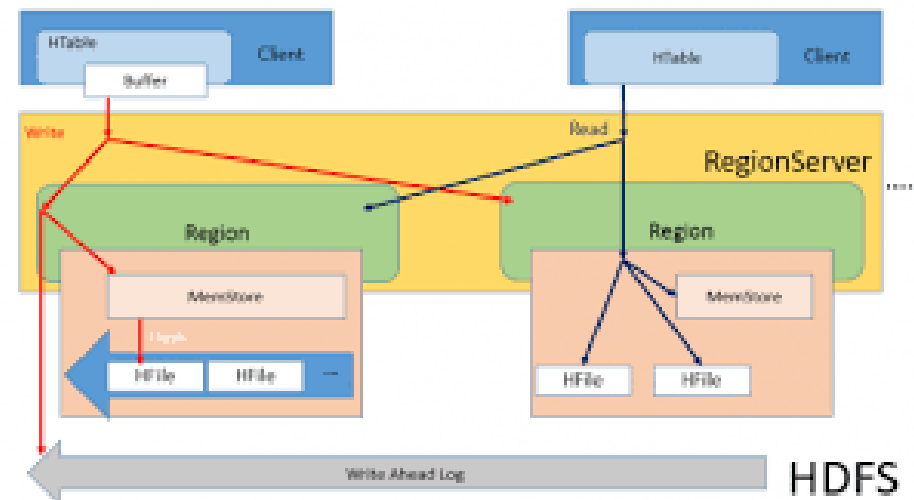 HTable
Client
Buffer
HTable
Client
Write
Read
RegionServer
....
Region
Region
MemStore
MemStore
HFile
HFile
...
HFile
HFile
Write Ahead Log
HDFS